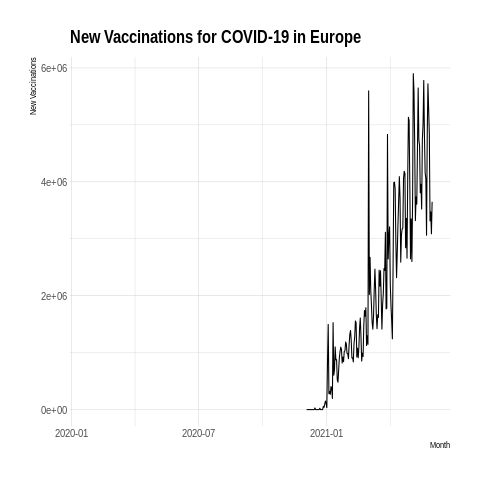 New Vaccinations for COVID-19 in Europe
New Vaccinations
6e+06
4e+06
2e+06
0e+00
2020-01 2020-07 2021-01
Month